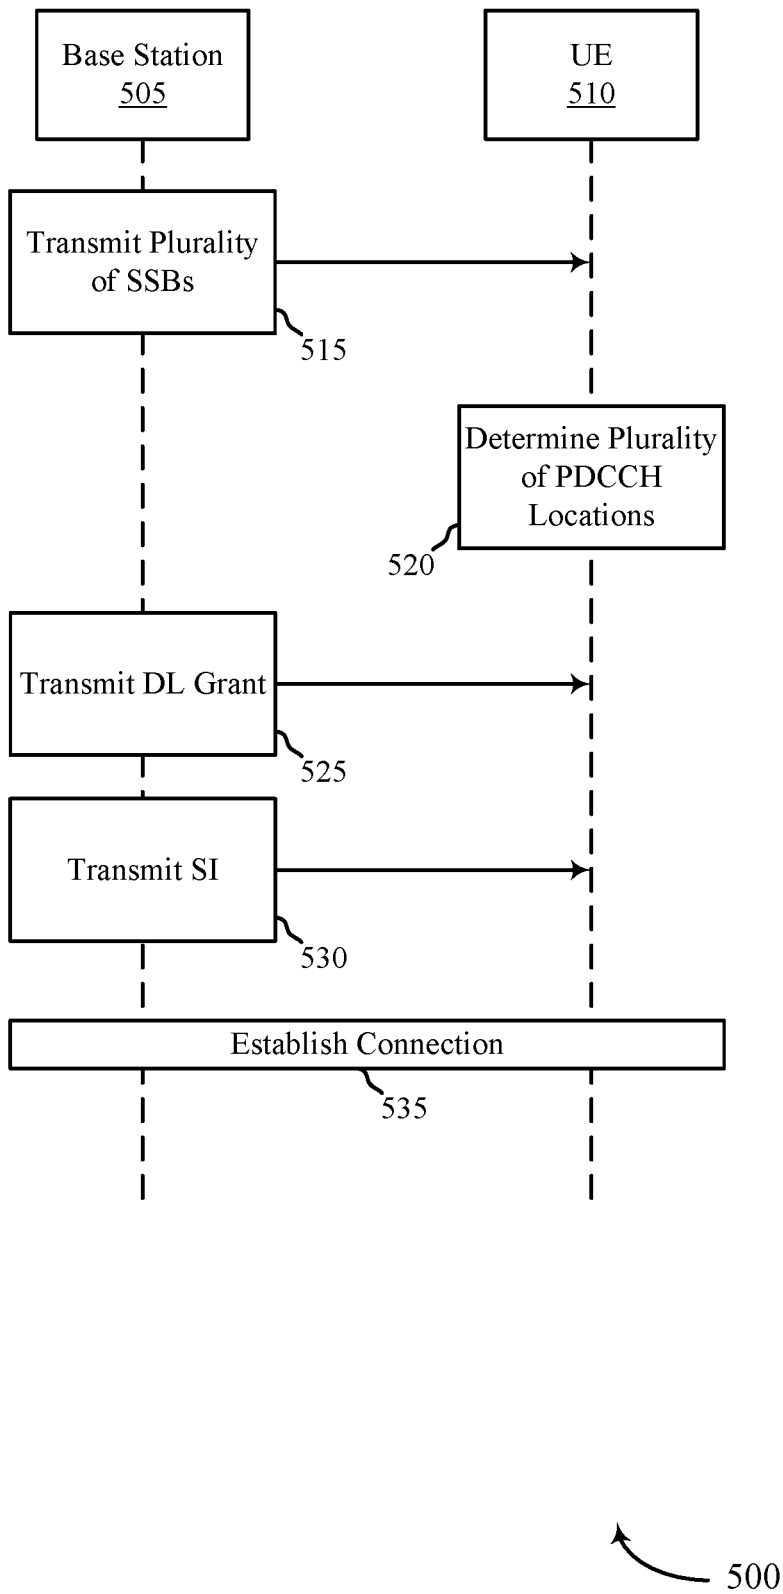 Base Station
505
UE
510
Transmit Plurality
of SSBs
515
Determine Plurality
of PDCCH
Locations
520
Transmit DL Grant
525
Transmit SI
530
Establish Connection
535
500